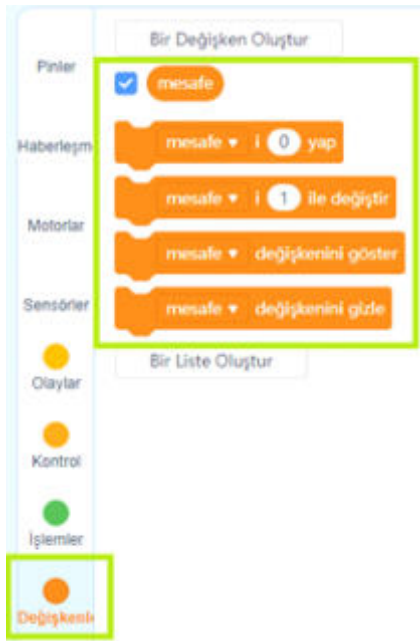 Bir Değişken Oluştur
Pinler
mesafe
Haberleşm
mesafe i 0 yap
mesafe i 1 ile değiştir
Motorlar
mesafe değişkenini göster
Sensörler
mesafe değişkenini gizle
Bir Liste Oluştur
Olaylar
Kontrol
İşlemler
Değişkenle